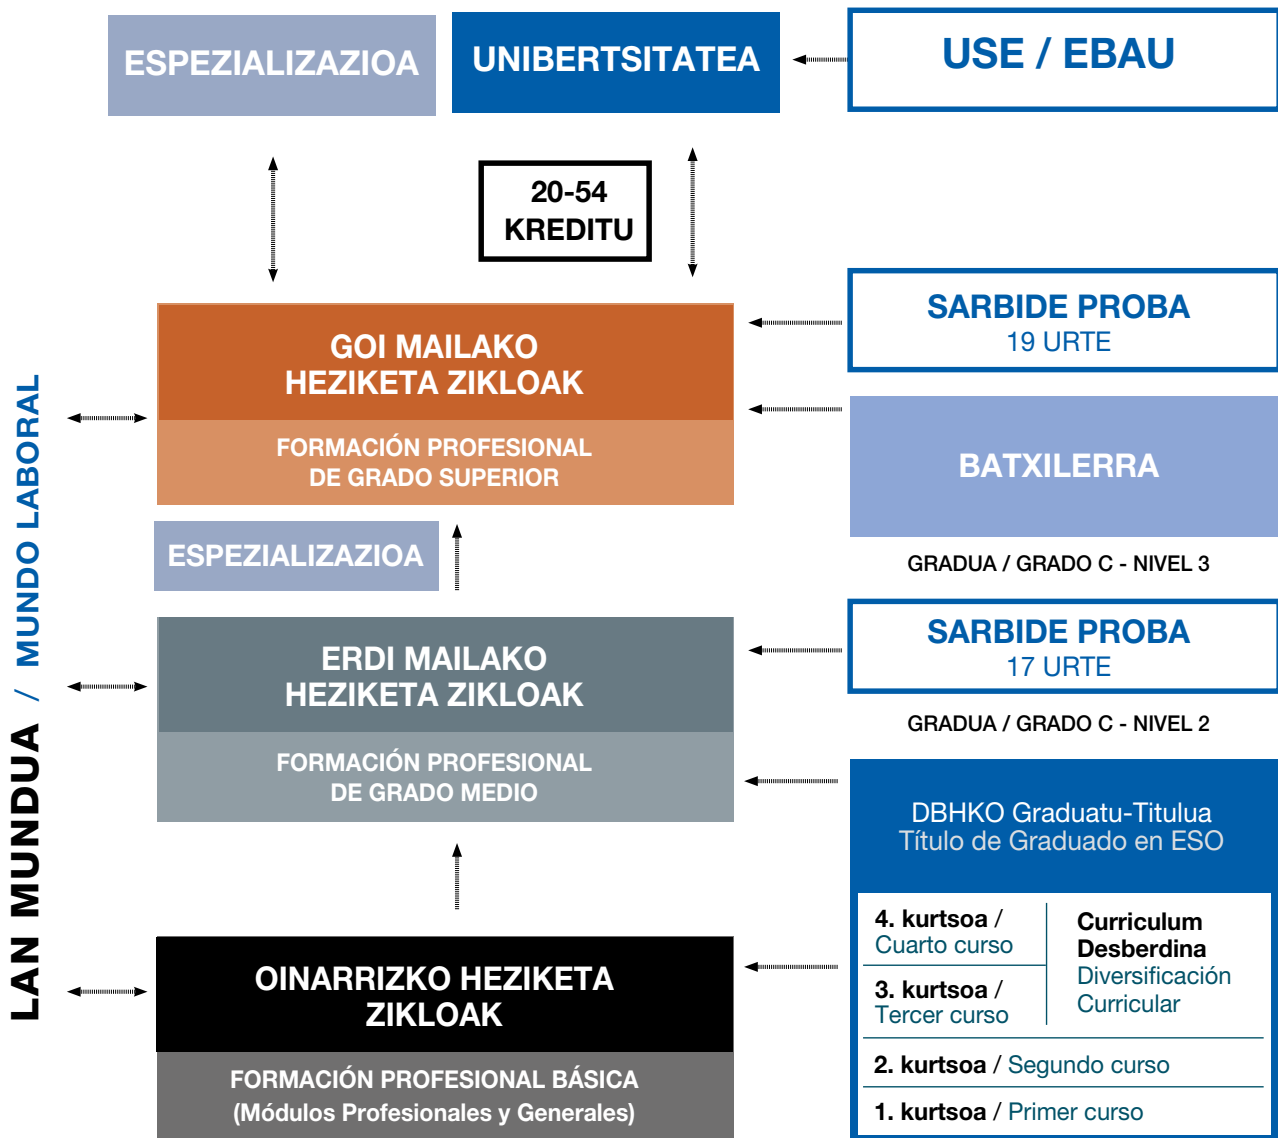 ESPEZIALIZAZIOA
UNIBERTSITATEA
USE / EBAU
20-54
KREDITU
GOI MAILAKO
HEZIKETA ZIKLOAK
FORMACIÓN PROFESIONAL
DE GRADO SUPERIOR
SARBIDE PROBA
19 URTE
BATXILERRA
GRADUA / GRADO C - NIVEL 3
ESPEZIALIZAZIOA
ERDI MAILAKO
HEZIKETA ZIKLOAK
FORMACIÓN PROFESIONAL
DE GRADO MEDIO
SARBIDE PROBA
17 URTE
GRADUA / GRADO C - NIVEL 2
DBHKO Graduatu-Titulua
Título de Graduado en ESO
4. kurtsoa /
Cuarto curso
3. kurtsoa /
Tercer curso
Curriculum
Desberdina
Diversificación
Curricular
2. kurtsoa / Segundo curso
1. kurtsoa / Primer curso
OINARRIZKO HEZIKETA
ZIKLOAK
FORMACIÓN PROFESIONAL BÁSICA
(Módulos Profesionales y Generales)
LAN MUNDUA / MUNDO LABORAL